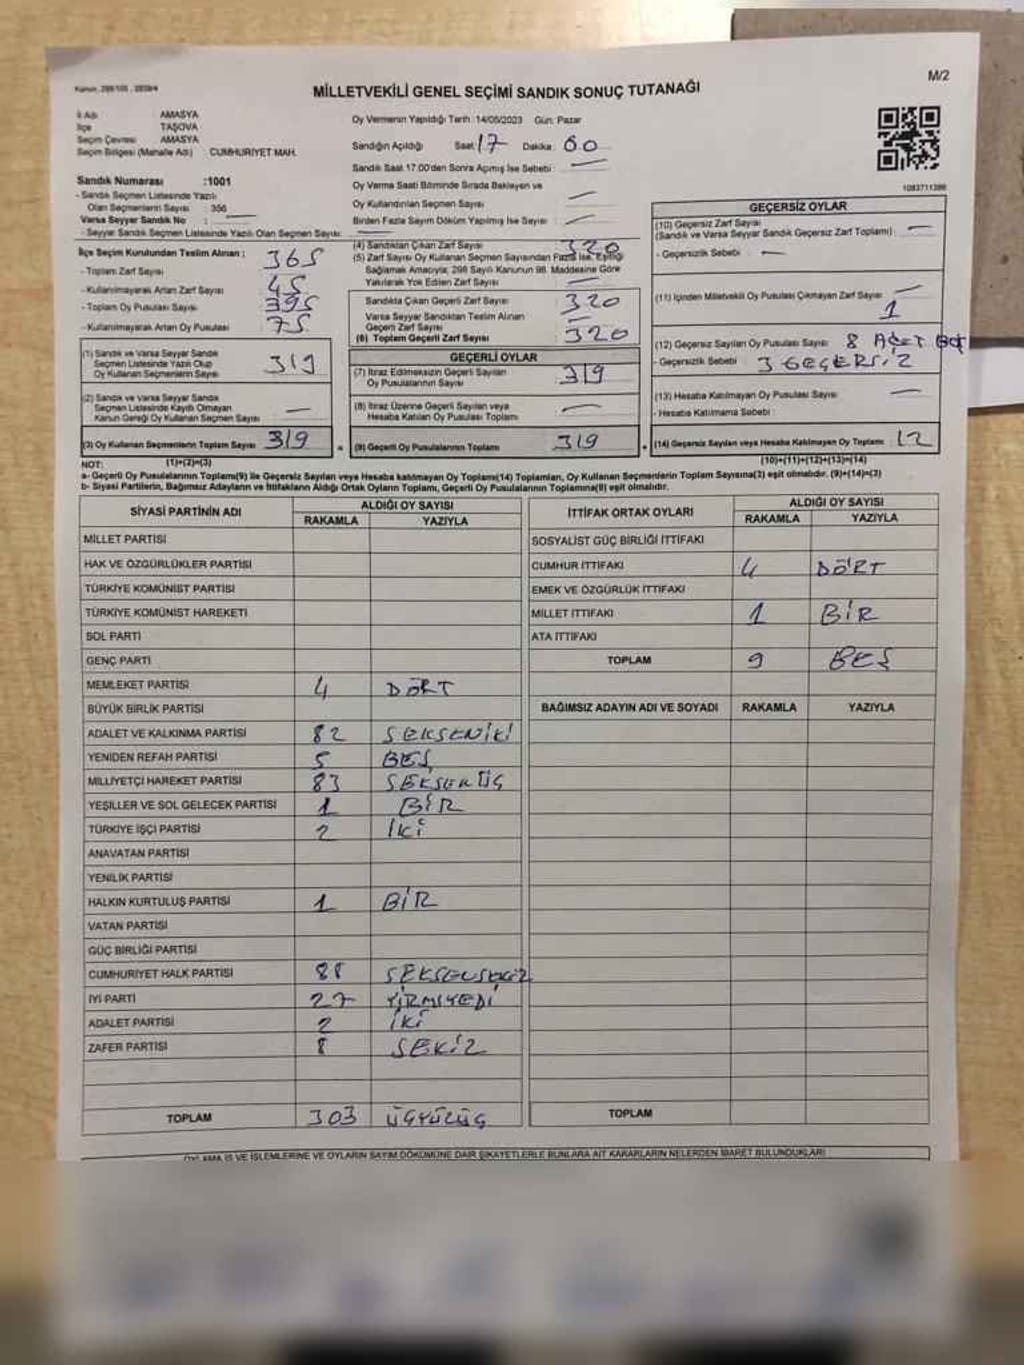 M/2
Kanun, 298/105 , 2839/4
MİLLETVEKİLİ GENEL SEÇİMİ SANDIK SONUÇ TUTANAĞI
İl Adı : AMASYA
İlçe : TAŞOVA
Seçim Çevresi : AMASYA
Seçim Bölgesi (Mahalle Adı) : CUMHURİYET MAH.
Sandık Numarası :1001
- Sandık Seçmen Listesinde Yazılı
Olan Seçmenlerin Sayısı : 356
Varsa Seyyar Sandık No : —
- Seyyar Sandık Seçmen Listesinde Yazılı Olan Seçmen Sayısı: —
Oy Vermenin Yapıldığı Tarih :14/05/2023 Gün: Pazar
Sandığın Açıldığı Saat: 17 Dakika: 00
Sandık Saat 17:00'den Sonra Açımış İse Sebebi : —
Oy Verme Saati Bitiminde Sırada Bekleyen ve
Oy Kullandırılan Seçmen Sayısı : —
Birden Fazla Sayım Döküm Yapılmış İse Sayısı : —
1083711386
İlçe Seçim Kurulundan Teslim Alınan ;
- Toplam Zarf Sayısı : 365
- Kullanılmayarak Artan Zarf Sayısı : 45
- Toplam Oy Pusulası Sayısı : 395
- Kullanılmayarak Artan Oy Pusulası : 75
(1) Sandık ve Varsa Seyyar Sandık
Seçmen Listesinde Yazılı Olup
Oy Kullanan Seçmenlerin Sayısı : 319
(2) Sandık ve Varsa Seyyar Sandık
Seçmen Listesinde Kayıtlı Olmayan
Kanun Gereği Oy Kullanan Seçmen Sayısı : —
(3) Oy Kullanan Seçmenlerin Toplam Sayısı : 319
(1)+(2)=(3)
(4) Sandıktan Çıkan Zarf Sayısı : 320
(5) Zarf Sayısı Oy Kullanan Seçmen Sayısından Fazla İse, Eşitliği
Sağlamak Amacıyla; 298 Sayılı Kanunun 98. Maddesine Göre
Yakılarak Yok Edilen Zarf Sayısı : —
Sandıkta Çıkan Geçerli Zarf Sayısı : 320
Varsa Seyyar Sandıktan Teslim Alınan
Geçerli Zarf Sayısı : —
(6) Toplam Geçerli Zarf Sayısı : 320
GEÇERLİ OYLAR
(7) İtiraz Edilmeksizin Geçerli Sayılan
Oy Pusulalarının Sayısı : 319
(8) İtiraz Üzerine Geçerli Sayılan veya
Hesaba Katılan Oy Pusulası Toplamı : —
= (9) Geçerli Oy Pusulalarının Toplamı : 319
GEÇERSİZ OYLAR
(10) Geçersiz Zarf Sayısı
(Sandık ve Varsa Seyyar Sandık Geçersiz Zarf Toplamı) : —
- Geçersizlik Sebebi : —
(11) İçinden Milletvekili Oy Pusulası Çıkmayan Zarf Sayısı : — 1
(12) Geçersiz Sayılan Oy Pusulası Sayısı : 8 ADET BOŞ
- Geçersizlik Sebebi : 3 GEÇERSİZ
(13) Hesaba Katılmayan Oy Pusulası Sayısı : —
- Hesaba Katılmama Sebebi :
+ (14) Geçersiz Sayılan veya Hesaba Katılmayan Oy Toplamı : 12
(10)+(11)+(12)+(13)=(14)
NOT:
a- Geçerli Oy Pusulalarının Toplamı(9) ile Geçersiz Sayılan veya Hesaba katılmayan Oy Toplamı(14) Toplamları, Oy Kullanan Seçmenlerin Toplam Sayısına(3) eşit olmalıdır. (9)+(14)=(3)
b- Siyasi Partilerin, Bağımsız Adayların ve İttifakların Aldığı Ortak Oyların Toplamı, Geçerli Oy Pusulalarının Toplamına(9) eşit olmalıdır.
SİYASİ PARTİNİN ADI ALDIĞI OY SAYISI
RAKAMLA YAZIYLA
MİLLET PARTİSİ
HAK VE ÖZGÜRLÜKLER PARTİSİ
TÜRKİYE KOMÜNİST PARTİSİ
TÜRKİYE KOMÜNİST HAREKETİ
SOL PARTİ
GENÇ PARTİ
MEMLEKET PARTİSİ 4 DÖRT
BÜYÜK BİRLİK PARTİSİ
ADALET VE KALKINMA PARTİSİ 82 SEKSENİKİ
YENİDEN REFAH PARTİSİ 5 BEŞ
MİLLİYETÇİ HAREKET PARTİSİ 83 SEKSENÜÇ
YEŞİLLER VE SOL GELECEK PARTİSİ 1 BİR
TÜRKİYE İŞÇİ PARTİSİ 2 İKİ
ANAVATAN PARTİSİ
YENİLİK PARTİSİ
HALKIN KURTULUŞ PARTİSİ 1 BİR
VATAN PARTİSİ
GÜÇ BİRLİĞİ PARTİSİ
CUMHURİYET HALK PARTİSİ 88 SEKSENSEKİZ
İYİ PARTİ 27 YİRMİYEDİ
ADALET PARTİSİ 2 İKİ
ZAFER PARTİSİ 8 SEKİZ
TOPLAM 303 ÜÇYÜZÜÇ
İTTİFAK ORTAK OYLARI ALDIĞI OY SAYISI
RAKAMLA YAZIYLA
SOSYALİST GÜÇ BİRLİĞİ İTTİFAKI
CUMHUR İTTİFAKI 4 DÖRT
EMEK VE ÖZGÜRLÜK İTTİFAKI
MİLLET İTTİFAKI 1 BİR
ATA İTTİFAKI
TOPLAM 9 BEŞ
BAĞIMSIZ ADAYIN ADI VE SOYADI RAKAMLA YAZIYLA
TOPLAM
OYLAMA İŞ VE İŞLEMLERİNE VE OYLARIN SAYIM DÖKÜMÜNE DAİR ŞİKAYETLERLE BUNLARA AİT KARARLARIN NELERDEN İBARET BULUNDUKLARI